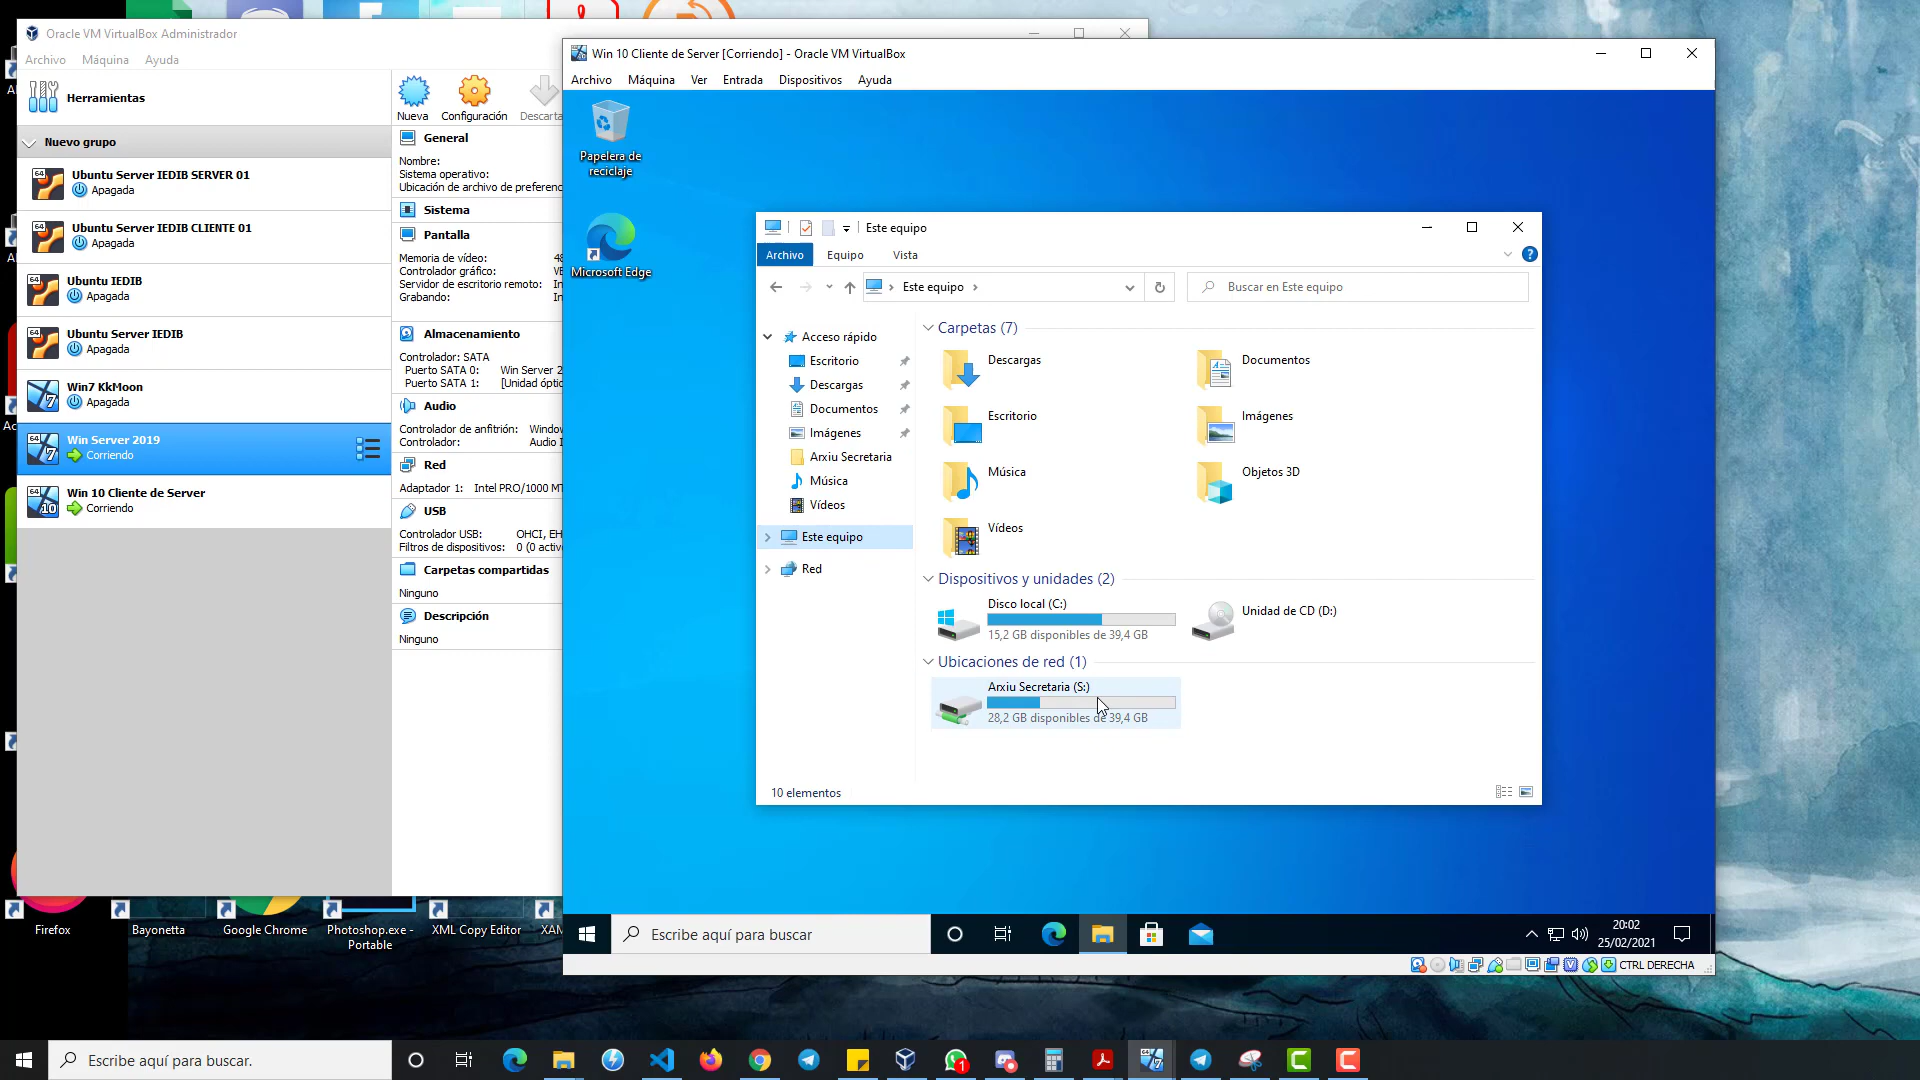 Oracle VM VirtualBox Administrador
Archivo Máquina Ayuda
Herramientas
Nuevo grupo
Ubuntu Server IEDIB SERVER 01
Apagada
Ubuntu Server IEDIB CLIENTE 01
Apagada
Ubuntu IEDIB
Apagada
Ubuntu Server IEDIB
Apagada
Win7 KkMoon
Apagada
Win Server 2019
Corriendo
Win 10 Cliente de Server
Corriendo
Nueva Configuración
General
Nombre:
Sistema operativo:
Ubicación de archivo de
Sistema
Pantalla
Memoria de vídeo:
Controlador gráfico:
Servidor de escritorio remoto:
Grabando:
Almacenamiento
Controlador: SATA
Puerto SATA 0: Win Server
Puerto SATA 1:
Audio
Controlador de anfitrión:
Controlador: Audio
Red
Adaptador 1: Intel PRO/1000
USB
Controlador USB: OHCI,
Filtros de dispositivos: 0
Carpetas compartidas
Ninguno
Descripción
Ninguno
Win 10 Cliente de Server [Corriendo] - Oracle VM VirtualBox
Archivo Máquina Ver Entrada Dispositivos Ayuda
Papelera de
reciclaje
Microsoft Edge
Este equipo
Archivo Equipo Vista
Este equipo
Buscar en Este equipo
Acceso rápido
Escritorio
Descargas
Documentos
Imágenes
Arxiu Secretaria
Música
Vídeos
Este equipo
Red
Carpetas (7)
Descargas
Documentos
Escritorio
Imágenes
Música
Objetos 3D
Vídeos
Dispositivos y unidades (2)
Disco local (C:)
15,2 GB disponibles de 39,4 GB
Unidad de CD (D:)
Ubicaciones de red (1)
Arxiu Secretaria (S:)
28,2 GB disponibles de 39,4 GB
10 elementos
Escribe aquí para buscar
20:02
25/02/2021
CTRL DERECHA
Firefox
Bayonetta
Google Chrome
Photoshop.exe -
Portable
XML Copy Editor
Escribe aquí para buscar.